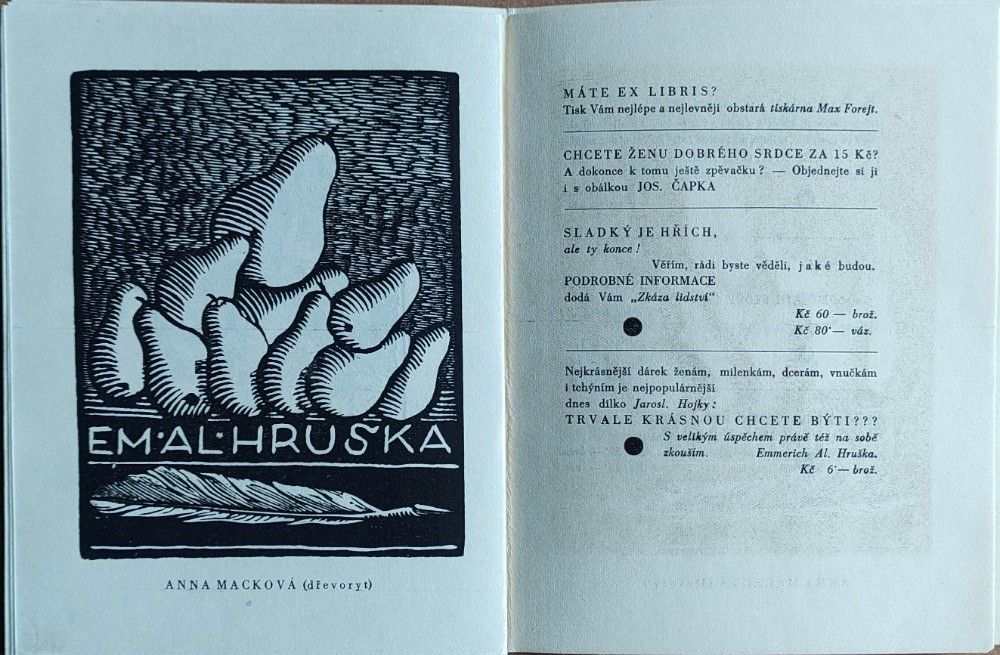 EM·AL·HRUŠKA
ANNA MACKOVÁ (dřevoryt)
MÁTE EX LIBRIS?
Tisk Vám nejlépe a nejlevněji obstará tiskárna Max Forejt.
CHCETE ŽENU DOBRÉHO SRDCE ZA 15 Kč?
A dokonce k tomu ještě zpěvačku? — Objednejte si ji
i s obálkou JOS. ČAPKA
SLADKÝ JE HŘÍCH,
ale ty konce!
Věřím, rádi byste věděli, jaké budou.
PODROBNÉ INFORMACE
dodá Vám „Zkáza lidství“
Kč 60 — brož.
Kč 80·— váz.
Nejkrásnější dárek ženám, milenkám, dcerám, vnučkám
i tchýním je nejpopulárnější
dnes dílko Jarosl. Hojky:
TRVALE KRÁSNOU CHCETE BÝTI???
S velikým úspěchem právě též na sobě
zkouším. Emmerich Al. Hruška.
Kč 6·— brož.